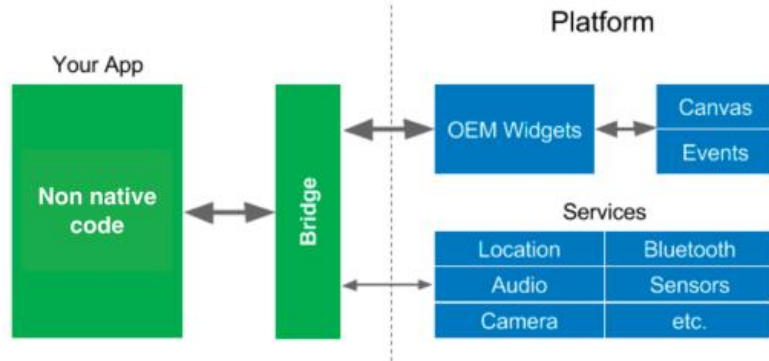 Platform
Your App
Non native
code
Bridge
OEM Widgets
Canvas
Events
Services
Location
Bluetooth
Audio
Sensors
Camera
etc.